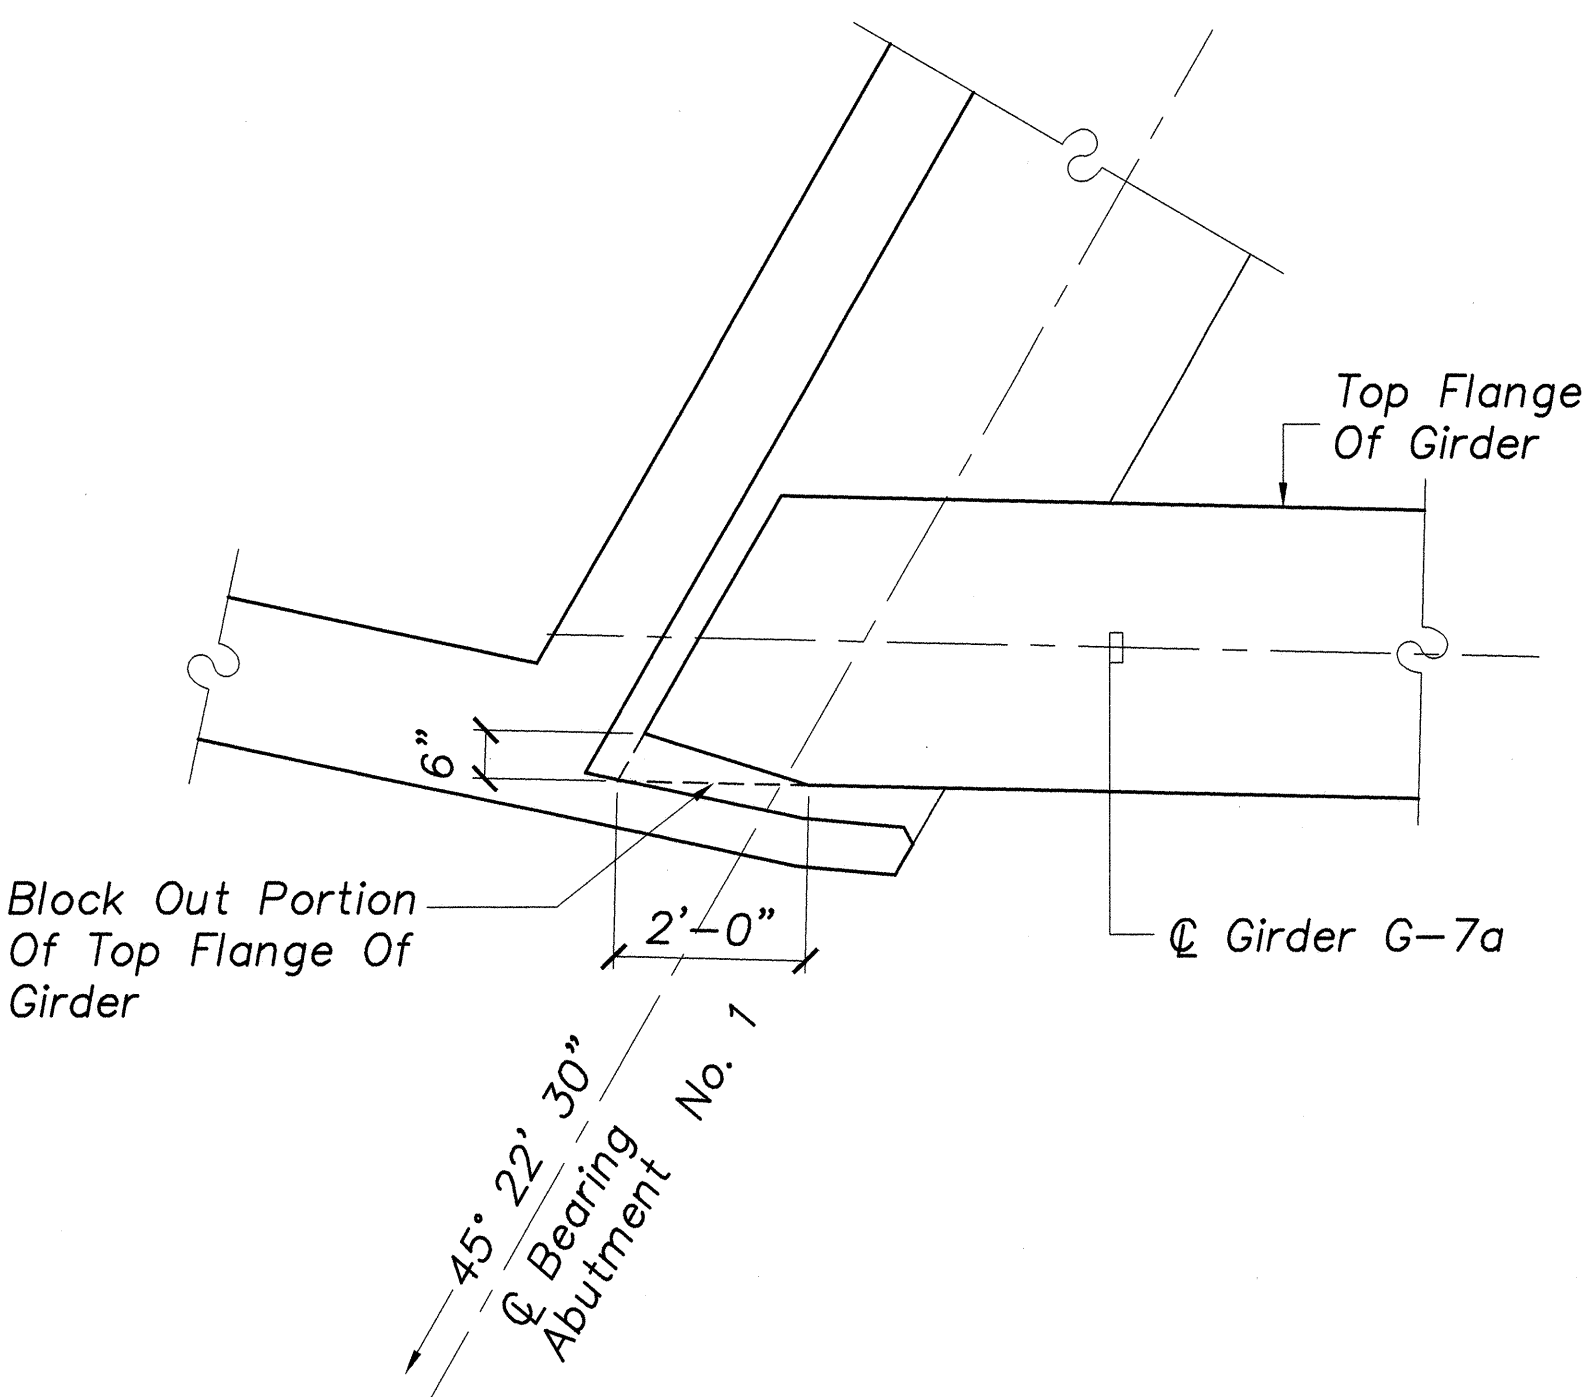 Top Flange
Of Girder
6"
Block Out Portion
Of Top Flange Of
Girder
2'-0"
℄ Girder G-7a
45° 22' 30"
℄ Bearing
Abutment No. 1